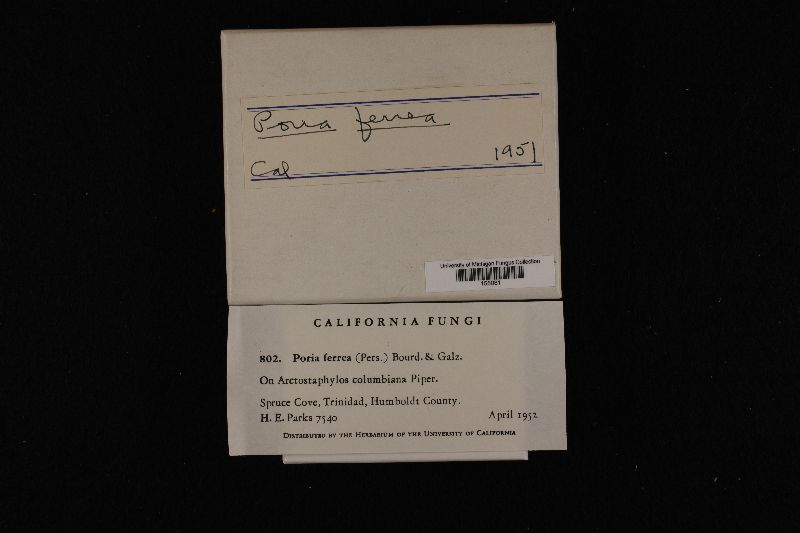 Poria ferrea
Cal 1951
University of Michigan Fungus Collection
CALIFORNIA FUNGI
802. Poria ferrea (Pers.) Bourd. & Galz.
On Arctostaphylos columbiana Piper.
Spruce Cove, Trinidad, Humboldt County.
H. E. Parks 7540 April 1952
DISTRIBUTED BY THE HERBARIUM OF THE UNIVERSITY OF CALIFORNIA